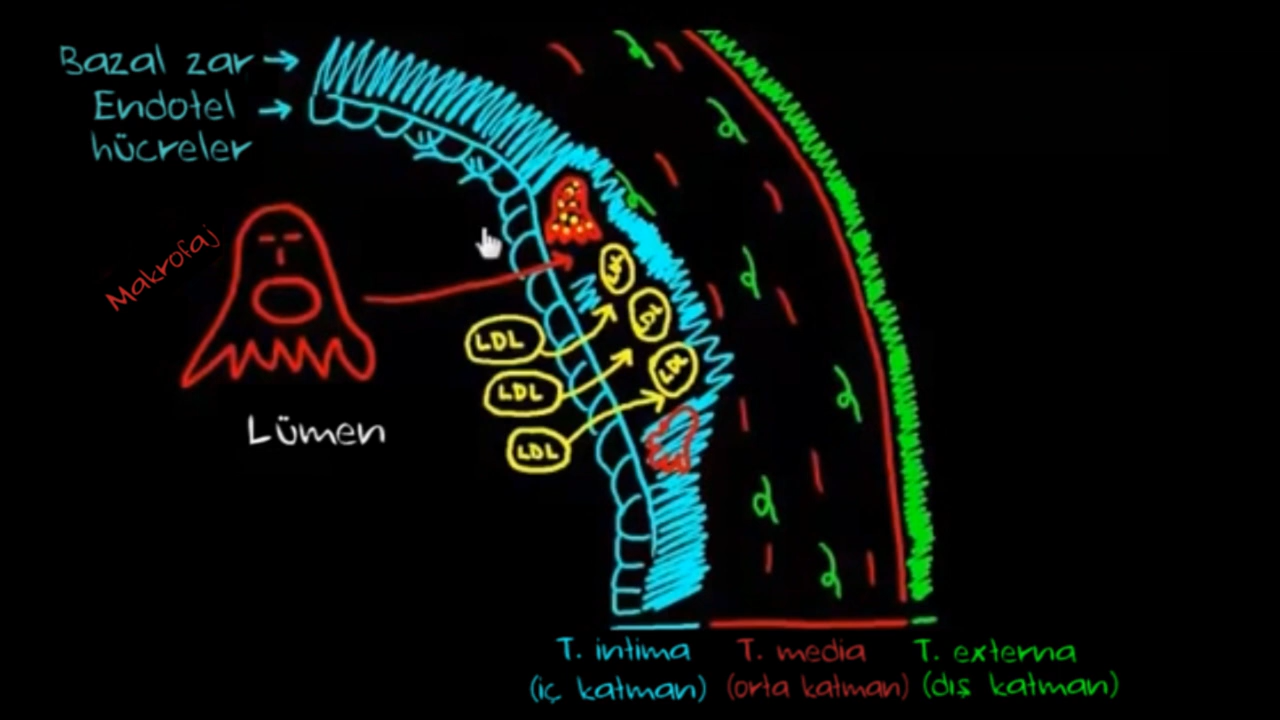 Bazal zar
Endotel
hücreler
Makrofaj
LDL
LDL
LDL
LDL
LDL
LDL
Lümen
T. intima
(iç katman)
T. media
(orta katman)
T. externa
(dış katman)